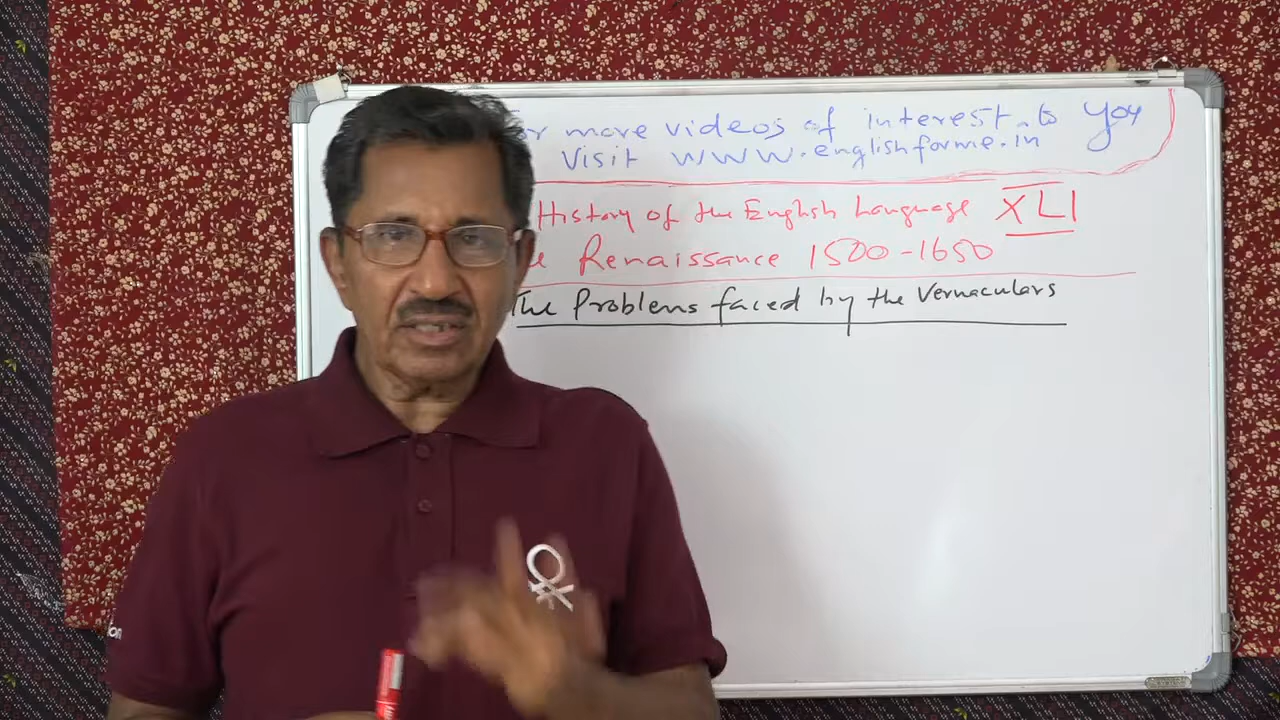 more videos of interest to you
Visit www.englishforme.in
History of the English Language XLI
Renaissance 1500-1650
The Problems faced by the Vernaculars